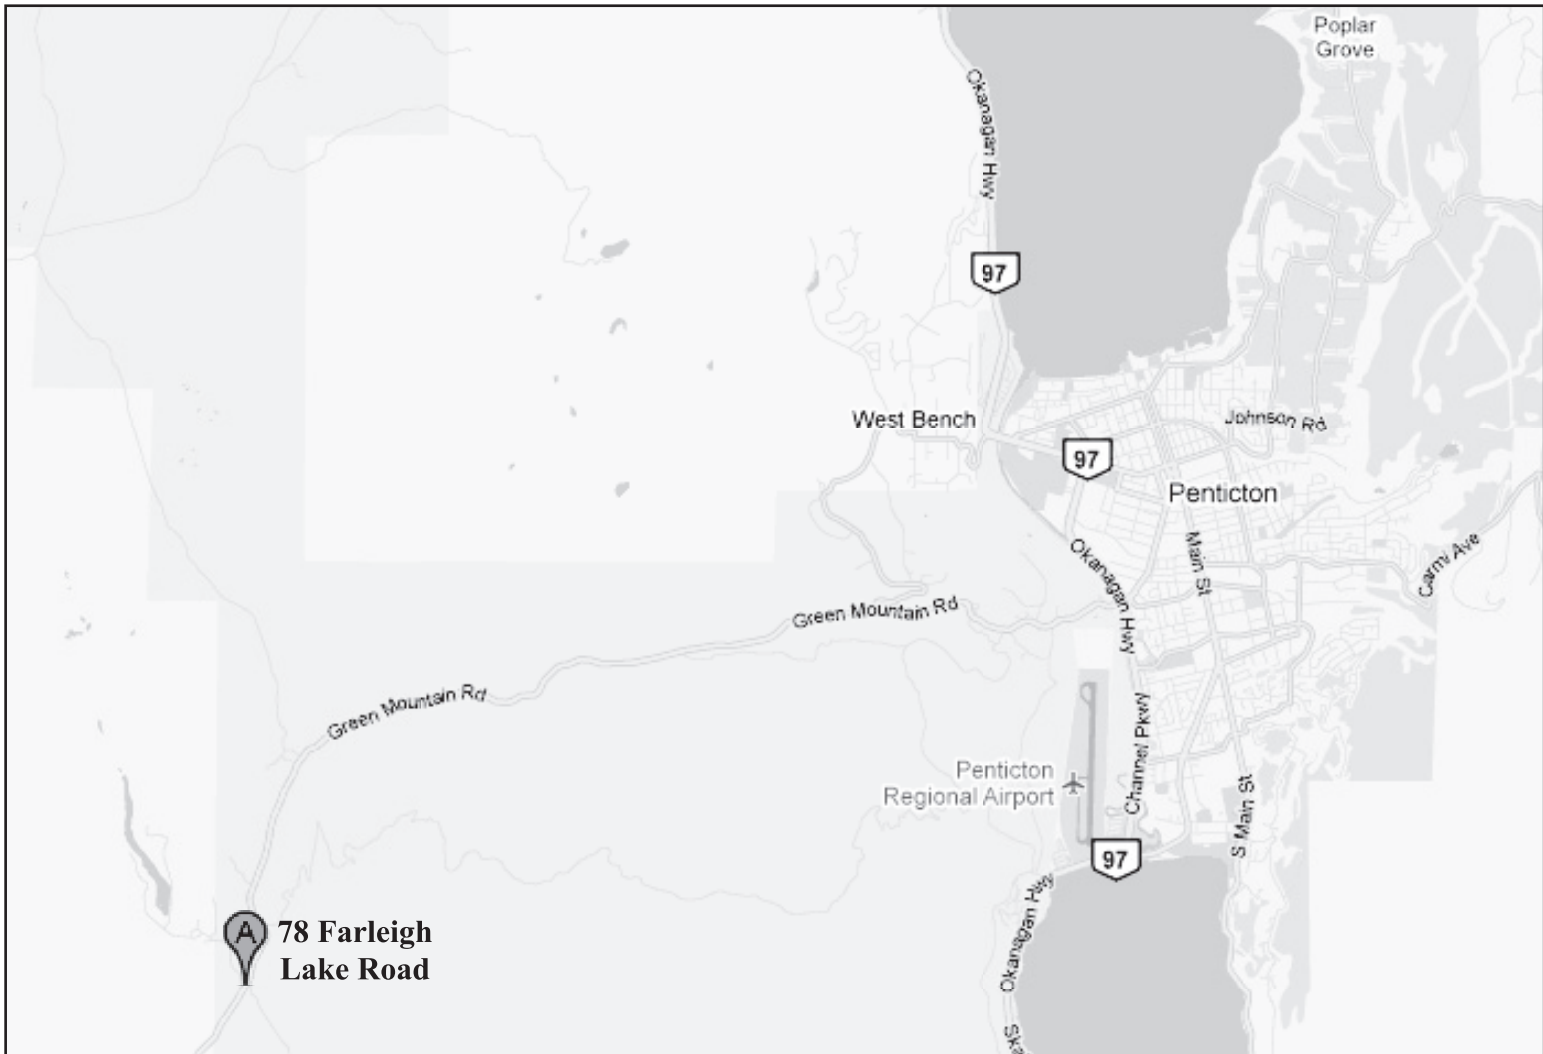 Poplar
Grove
Okanagan Hwy
97
West Bench
Johnson Rd
97
Penticton
Main St
Carmi Ave
Okanagan Hwy
Green Mountain Rd
Green Mountain Rd
Channel Pkwy
Penticton
Regional Airport
S Main St
97
Okanagan Hwy
A
78 Farleigh
Lake Road
Ska